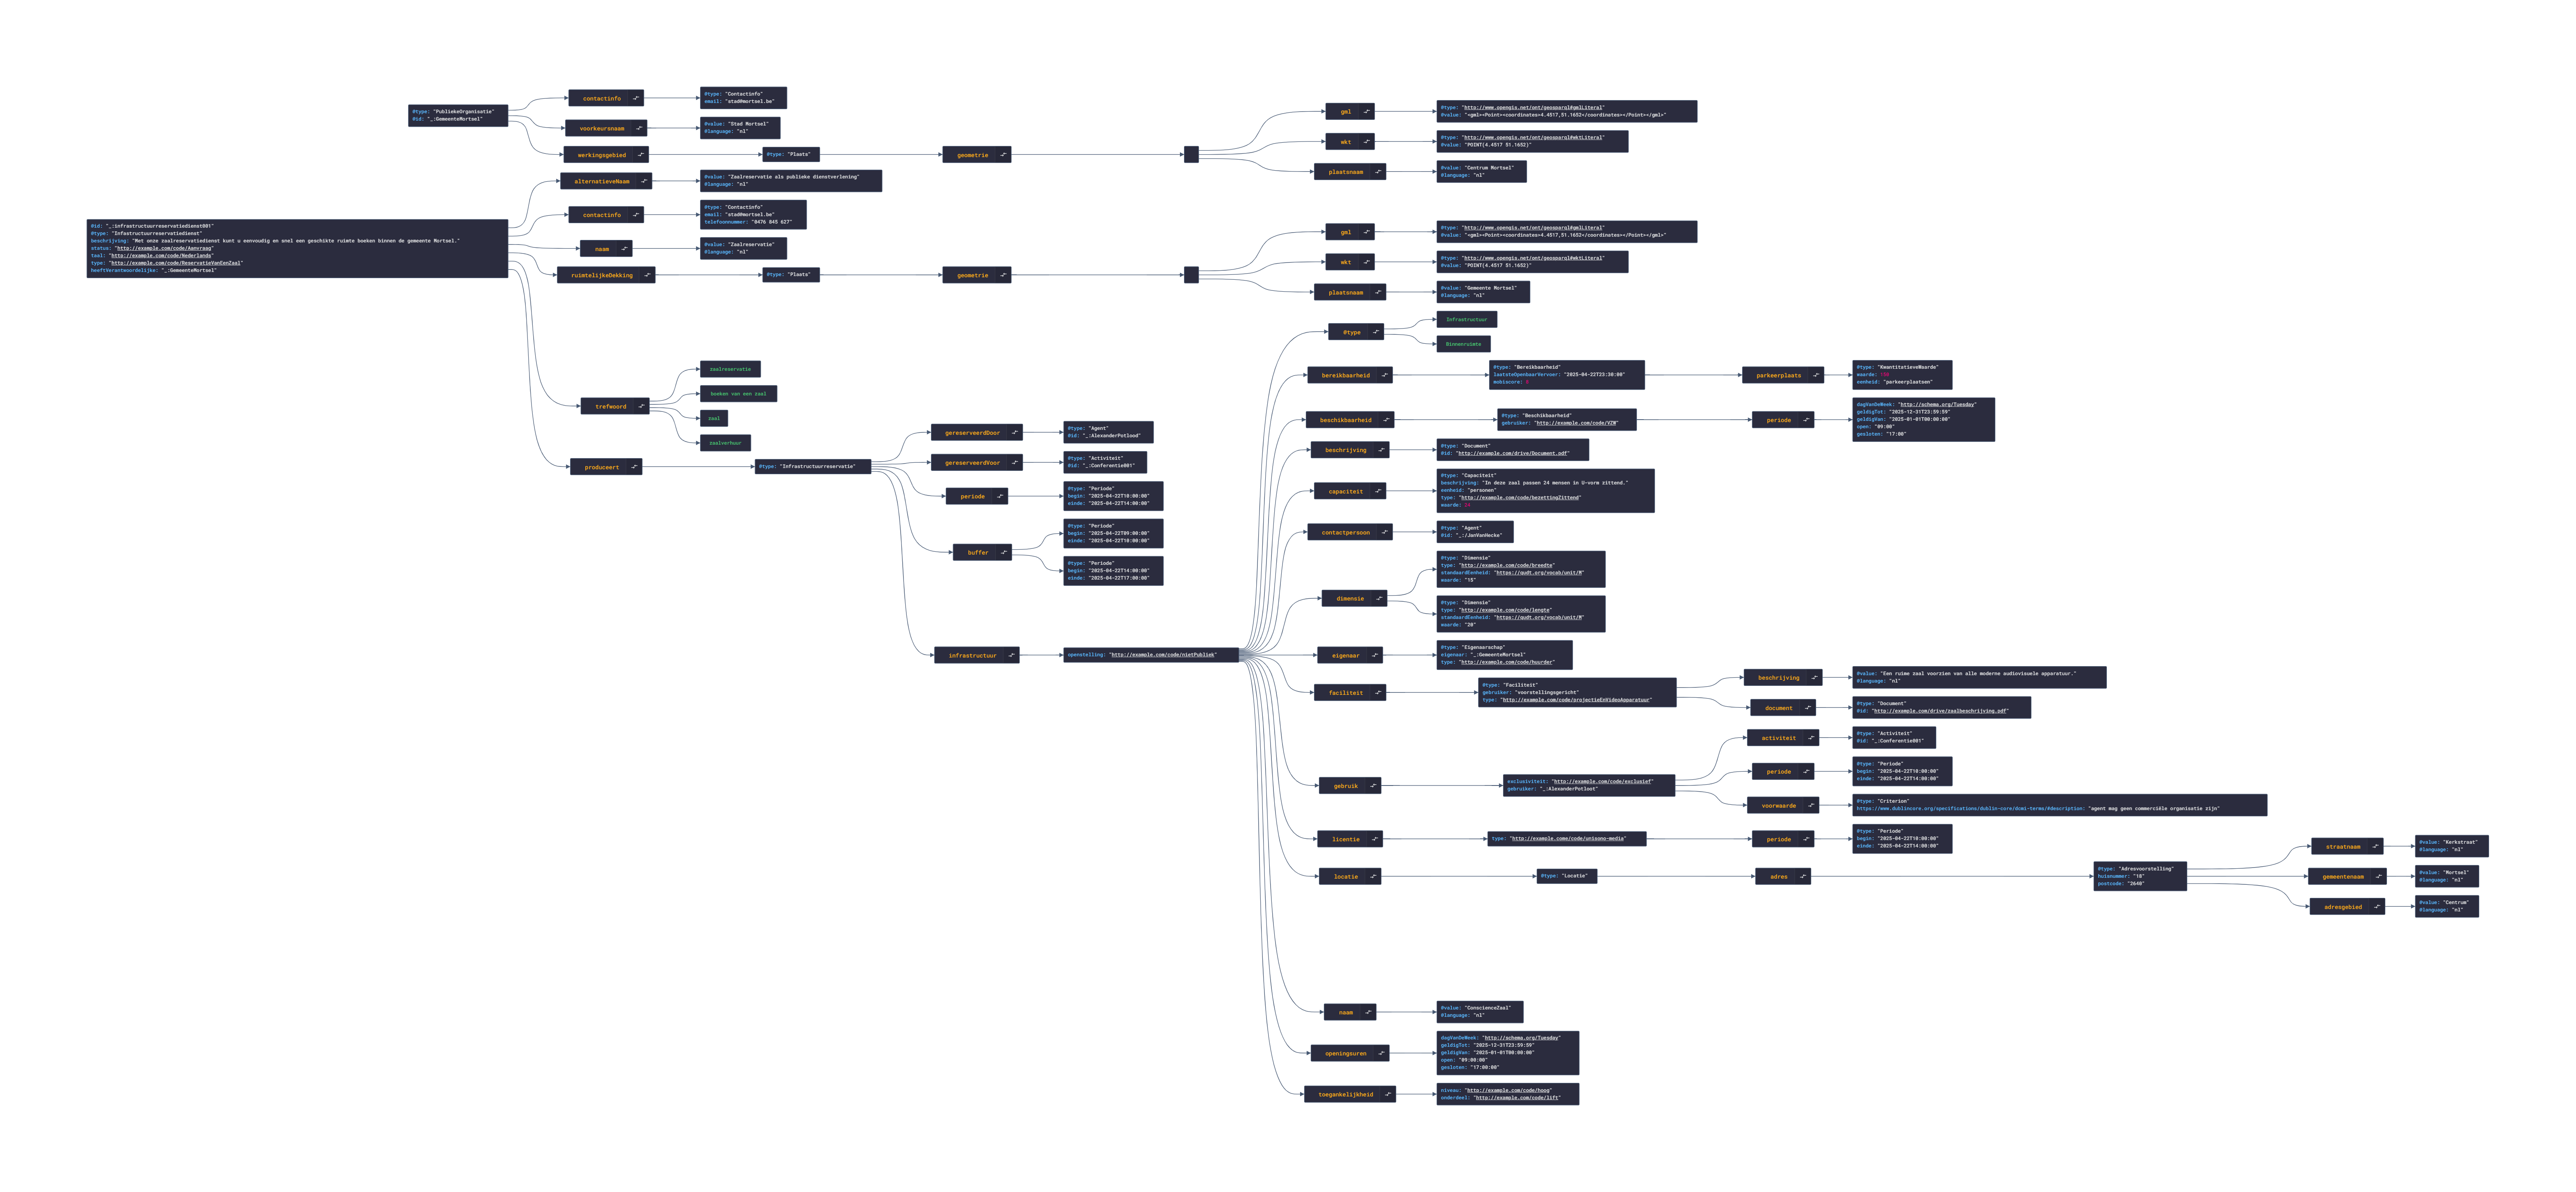 @type: "PubliekeOrganisatie"
@id: "_:GemeenteMortsel"
contactinfo
@type: "Contactinfo"
email: "stad@mortsel.be"
voorkeursnaam
@value: "Stad Mortsel"
@language: "nl"
werkingsgebied
@type: "Plaats"
geometrie
gml
@type: "http://www.opengis.net/ont/geosparql#gmlLiteral"
@value: "<gml><Point><coordinates>4.4517,51.1652</coordinates></Point></gml>"
wkt
@type: "http://www.opengis.net/ont/geosparql#wktLiteral"
@value: "POINT(4.4517 51.1652)"
plaatsnaam
@value: "Centrum Mortsel"
@language: "nl"
@id: "_:infrastructuurreservatiedienst001"
@type: "Infastructuurreservatiedienst"
beschrijving: "Met onze zaalreservatiedienst kunt u eenvoudig en snel een geschikte ruimte boeken binnen de gemeente Mortsel."
status: "http://example.com/code/Aanvraag"
taal: "http://example.com/code/Nederlands"
type: "http://example.com/code/ReservatieVanEenZaal"
heeftVerantwoordelijke: "_:GemeenteMortsel"
alternatieveNaam
@value: "Zaalreservatie als publieke dienstverlening"
@language: "nl"
contactinfo
@type: "Contactinfo"
email: "stad@mortsel.be"
telefoonnummer: "0476 845 627"
naam
@value: "Zaalreservatie"
@language: "nl"
ruimtelijkeDekking
@type: "Plaats"
geometrie
gml
@type: "http://www.opengis.net/ont/geosparql#gmlLiteral"
@value: "<gml><Point><coordinates>4.4517,51.1652</coordinates></Point></gml>"
wkt
@type: "http://www.opengis.net/ont/geosparql#wktLiteral"
@value: "POINT(4.4517 51.1652)"
plaatsnaam
@value: "Gemeente Mortsel"
@language: "nl"
trefwoord
zaalreservatie
boeken van een zaal
zaal
zaalverhuur
produceert
@type: "Infrastructuurreservatie"
gereserveerdDoor
@type: "Agent"
@id: "_:AlexanderPotlood"
gereserveerdVoor
@type: "Activiteit"
@id: "_:Conferentie001"
periode
@type: "Periode"
begin: "2025-04-22T10:00:00"
einde: "2025-04-22T14:00:00"
buffer
@type: "Periode"
begin: "2025-04-22T09:00:00"
einde: "2025-04-22T10:00:00"
@type: "Periode"
begin: "2025-04-22T14:00:00"
einde: "2025-04-22T17:00:00"
infrastructuur
openstelling: "http://example.com/code/nietPubliek"
@type
Infrastructuur
Binnenruimte
bereikbaarheid
@type: "Bereikbaarheid"
laatsteOpenbaarVervoer: "2025-04-22T23:30:00"
mobiscore:
parkeerplaats
@type: "KwantitatieveWaarde"
waarde:
eenheid: "parkeerplaatsen"
beschikbaarheid
@type: "Beschikbaarheid"
gebruiker: "http://example.com/code/VZW"
periode
dagVanDeWeek: "http://schema.org/Tuesday"
geldigTot: "2025-12-31T23:59:59"
geldigVan: "2025-01-01T00:00:00"
open: "09:00"
gesloten: "17:00"
beschrijving
@type: "Document"
@id: "http://example.com/drive/Document.pdf"
capaciteit
@type: "Capaciteit"
beschrijving: "In deze zaal passen 24 mensen in U-vorm zittend."
eenheid: "personen"
type: "http://example.com/code/bezettingZittend"
waarde: 24
contactpersoon
@type: "Agent"
@id: "_:/JanVanHecke"
dimensie
@type: "Dimensie"
type: "http://example.com/code/breedte"
standaardEenheid: "https://qudt.org/vocab/unit/M"
waarde: "15"
@type: "Dimensie"
type: "http://example.com/code/lengte"
standaardEenheid: "https://qudt.org/vocab/unit/M"
waarde: "20"
eigenaar
@type: "Eigenaarschap"
eigenaar: "_:GemeenteMortsel"
type: "http://example.com/code/huurder"
faciliteit
@type: "Faciliteit"
gebruiker: "voorstellingsgericht"
type: "http://example.com/code/projectieEnVideoApparatuur"
beschrijving
@value: "Een ruime zaal voorzien van alle moderne audiovisuele apparatuur."
@language: "nl"
document
@type: "Document"
@id: "http://example.com/drive/zaalbeschrijving.pdf"
gebruik
exclusiviteit: "http://example.com/code/exclusief"
gebruiker: "_:AlexanderPotloot"
activiteit
@type: "Activiteit"
@id: "_:Conferentie001"
periode
@type: "Periode"
begin: "2025-04-22T10:00:00"
einde: "2025-04-22T14:00:00"
voorwaarde
@type: "Criterion"
https://www.dublincore.org/specifications/dublin-core/dcmi-terms/#description: "agent mag geen commerciële organisatie zijn"
licentie
type: "http://example.come/code/unisono-media"
periode
@type: "Periode"
begin: "2025-04-22T10:00:00"
einde: "2025-04-22T14:00:00"
locatie
@type: "Locatie"
adres
@type: "Adresvoorstelling"
huisnummer: "10"
postcode: "2640"
straatnaam
@value: "Kerkstraat"
@language: "nl"
gemeentenaam
@value: "Mortsel"
@language: "nl"
adresgebied
@value: "Centrum"
@language: "nl"
naam
@value: "ConscienceZaal"
@language: "nl"
openingsuren
dagVanDeWeek: "http://schema.org/Tuesday"
geldigTot: "2025-12-31T23:59:59"
geldigVan: "2025-01-01T00:00:00"
open: "09:00:00"
gesloten: "17:00:00"
toegankelijkheid
niveau: "http://example.com/code/hoog"
onderdeel: "http://example.com/code/lift"